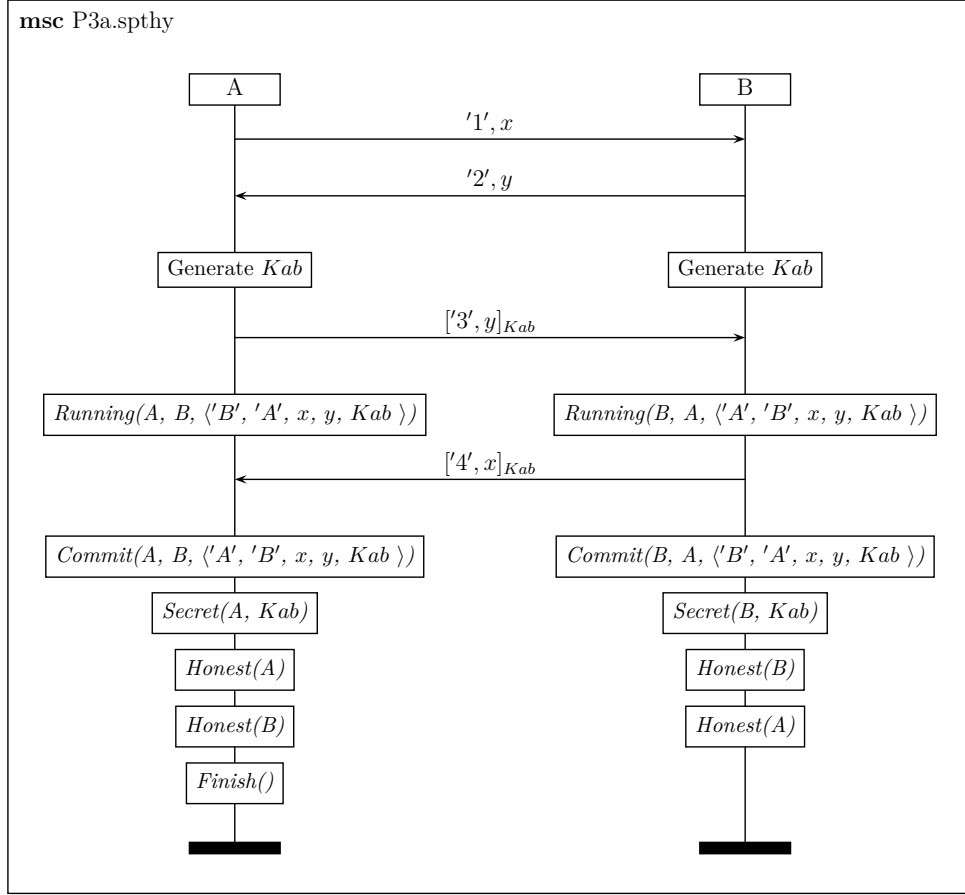 msc P3a.spthy
A B
'1', x
'2', y
Generate Kab Generate Kab
['3', y]Kab
Running(A, B, ⟨'B', 'A', x, y, Kab ⟩) Running(B, A, ⟨'A', 'B', x, y, Kab ⟩)
['4', x]Kab
Commit(A, B, ⟨'A', 'B', x, y, Kab ⟩) Commit(B, A, ⟨'B', 'A', x, y, Kab ⟩)
Secret(A, Kab) Secret(B, Kab)
Honest(A) Honest(B)
Honest(B) Honest(A)
Finish()